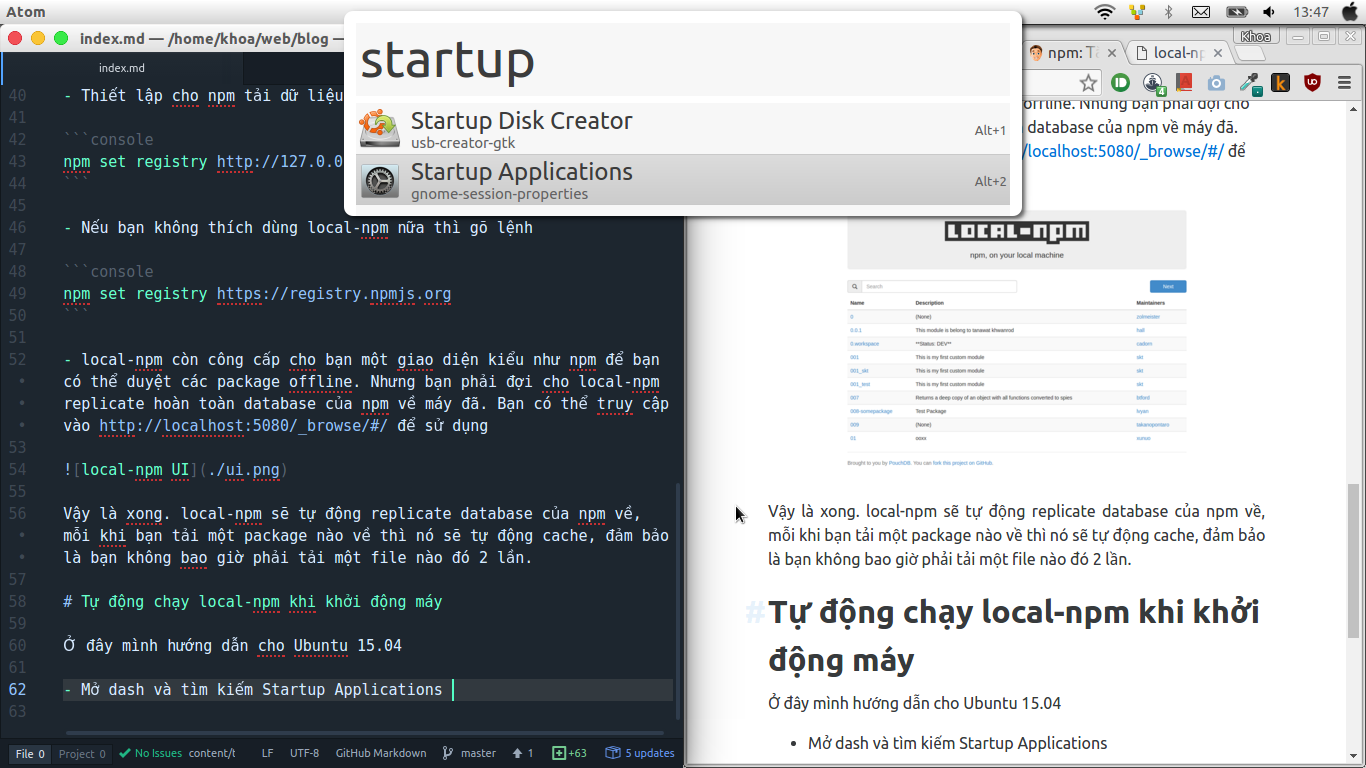 Atom
13:47
index.md — /home/khoa/web/blog —
Khoa
startup
Startup Disk Creator
usb-creator-gtk
Alt+1
Startup Applications
gnome-session-properties
Alt+2
index.md
40 - Thiết lập cho npm tải dữ liệu
41
42 ```console
43 npm set registry http://127.0.0
44 ```
45
46 - Nếu bạn không thích dùng local-npm nữa thì gõ lệnh
47
48 ```console
49 npm set registry https://registry.npmjs.org
50 ```
51
52 - local-npm còn công cấp cho bạn một giao diện kiểu như npm để bạn
có thể duyệt các package offline. Nhưng bạn phải đợi cho local-npm
replicate hoàn toàn database của npm về máy đã. Bạn có thể truy cập
vào http://localhost:5080/_browse/#/ để sử dụng
53
54 ![local-npm UI](./ui.png)
55
56 Vậy là xong. local-npm sẽ tự động replicate database của npm về,
mỗi khi bạn tải một package nào về thì nó sẽ tự động cache, đảm bảo
là bạn không bao giờ phải tải một file nào đó 2 lần.
57
58 # Tự động chạy local-npm khi khởi động máy
59
60 Ở đây mình hướng dẫn cho Ubuntu 15.04
61
62 - Mở dash và tìm kiếm Startup Applications
63
File 0 Project 0 No Issues content/t LF UTF-8 GitHub Markdown master 1 +63 5 updates
npm: T
local-np
4
offline. Nhưng bạn phải đợi cho
database của npm về máy đã.
/localhost:5080/_browse/#/ để
LOCAL-NPM
npm, on your local machine
Search Next
Name Description Maintainers
0 (None) zolmeister
0.0.1 This module is belong to tanawat khwanrod hall
0 workspace **Status: DEV** cadorn
001 This is my first custom module skt
001_skt This is my first custom module skt
001_test This is my first custom module skt
007 Returns a deep copy of an object with all functions converted to spies btford
008-somepackage Test Package leyan
009 (None) takanoprontaro
01 ooxx
Brought to you by PouchDB. You can fork this project on GitHub.
Vậy là xong. local-npm sẽ tự động replicate database của npm về,
mỗi khi bạn tải một package nào về thì nó sẽ tự động cache, đảm bảo
là bạn không bao giờ phải tải một file nào đó 2 lần.
#Tự động chạy local-npm khi khởi
động máy
Ở đây mình hướng dẫn cho Ubuntu 15.04
• Mở dash và tìm kiếm Startup Applications